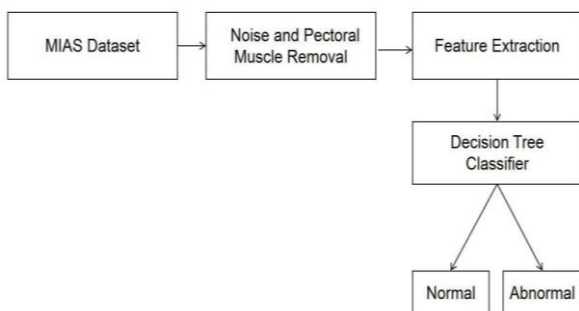 MIAS Dataset
Noise and Pectoral
Muscle Removal
Feature Extraction
Decision Tree
Classifier
Normal
Abnormal